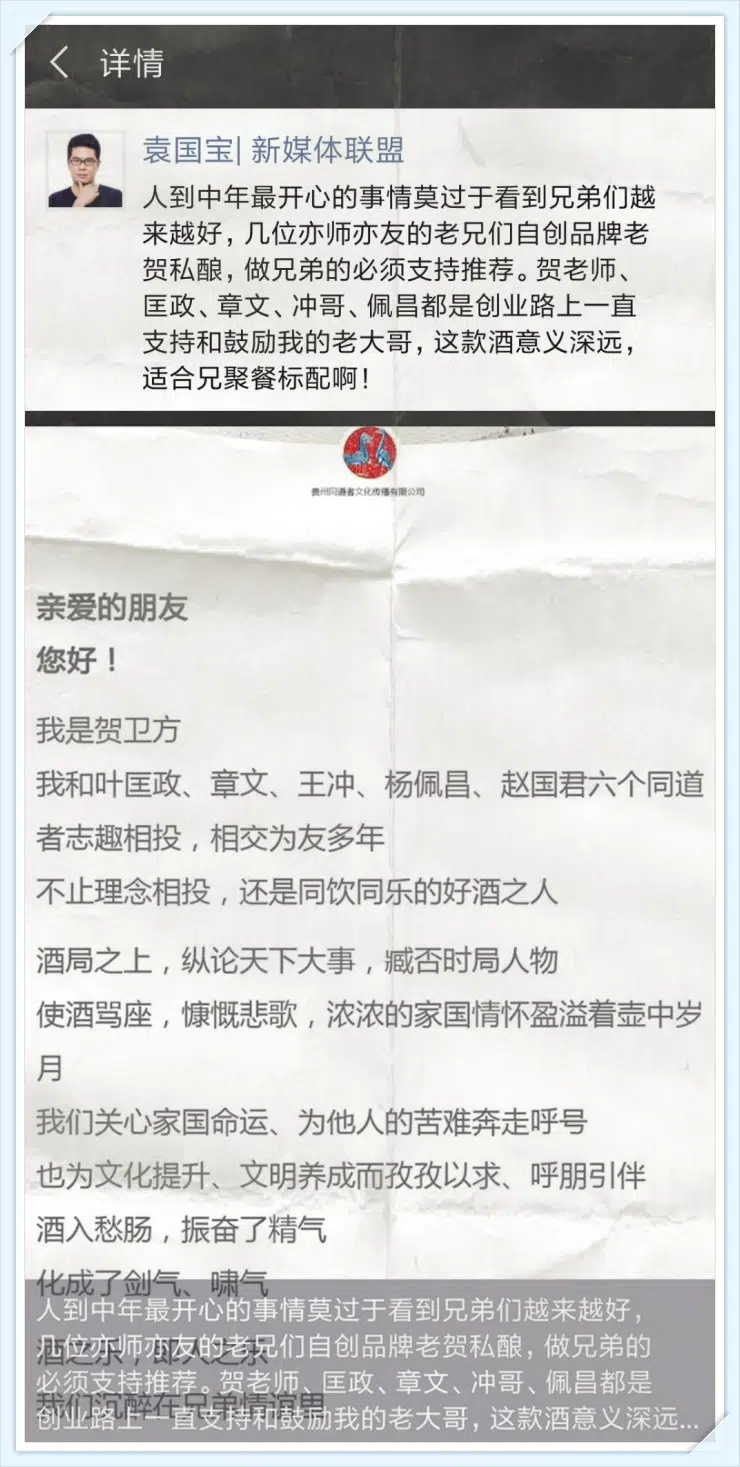 详情
袁国宝| 新媒体联盟
人到中年最开心的事情莫过于看到兄弟们越
来越好，几位亦师亦友的老兄们自创品牌老
贺私酿，做兄弟的必须支持推荐。贺老师、
匡政、章文、冲哥、佩昌都是创业路上一直
支持和鼓励我的老大哥，这款酒意义深远，
适合兄聚餐标配啊！
贵州同道者文化传播有限公司
亲爱的朋友
您好！
我是贺卫方
我和叶匡政、章文、王冲、杨佩昌、赵国君六个同道
者志趣相投，相交为友多年
不止理念相投，还是同饮同乐的好酒之人
酒局之上，纵论天下大事，臧否时局人物
使酒骂座，慷慨悲歌，浓浓的家国情怀盈溢着壶中岁
月
我们关心家国命运、为他人的苦难奔走呼号
也为文化提升、文明养成而孜孜以求、呼朋引伴
酒入愁肠，振奋了精气
化成了剑气、啸气
酒之乐，即人之乐
我们沉醉在兄弟情谊里
人到中年最开心的事情莫过于看到兄弟们越来越好，
几位亦师亦友的老兄们自创品牌老贺私酿，做兄弟的
必须支持推荐。贺老师、匡政、章文、冲哥、佩昌都是
创业路上一直支持和鼓励我的老大哥，这款酒意义深远...